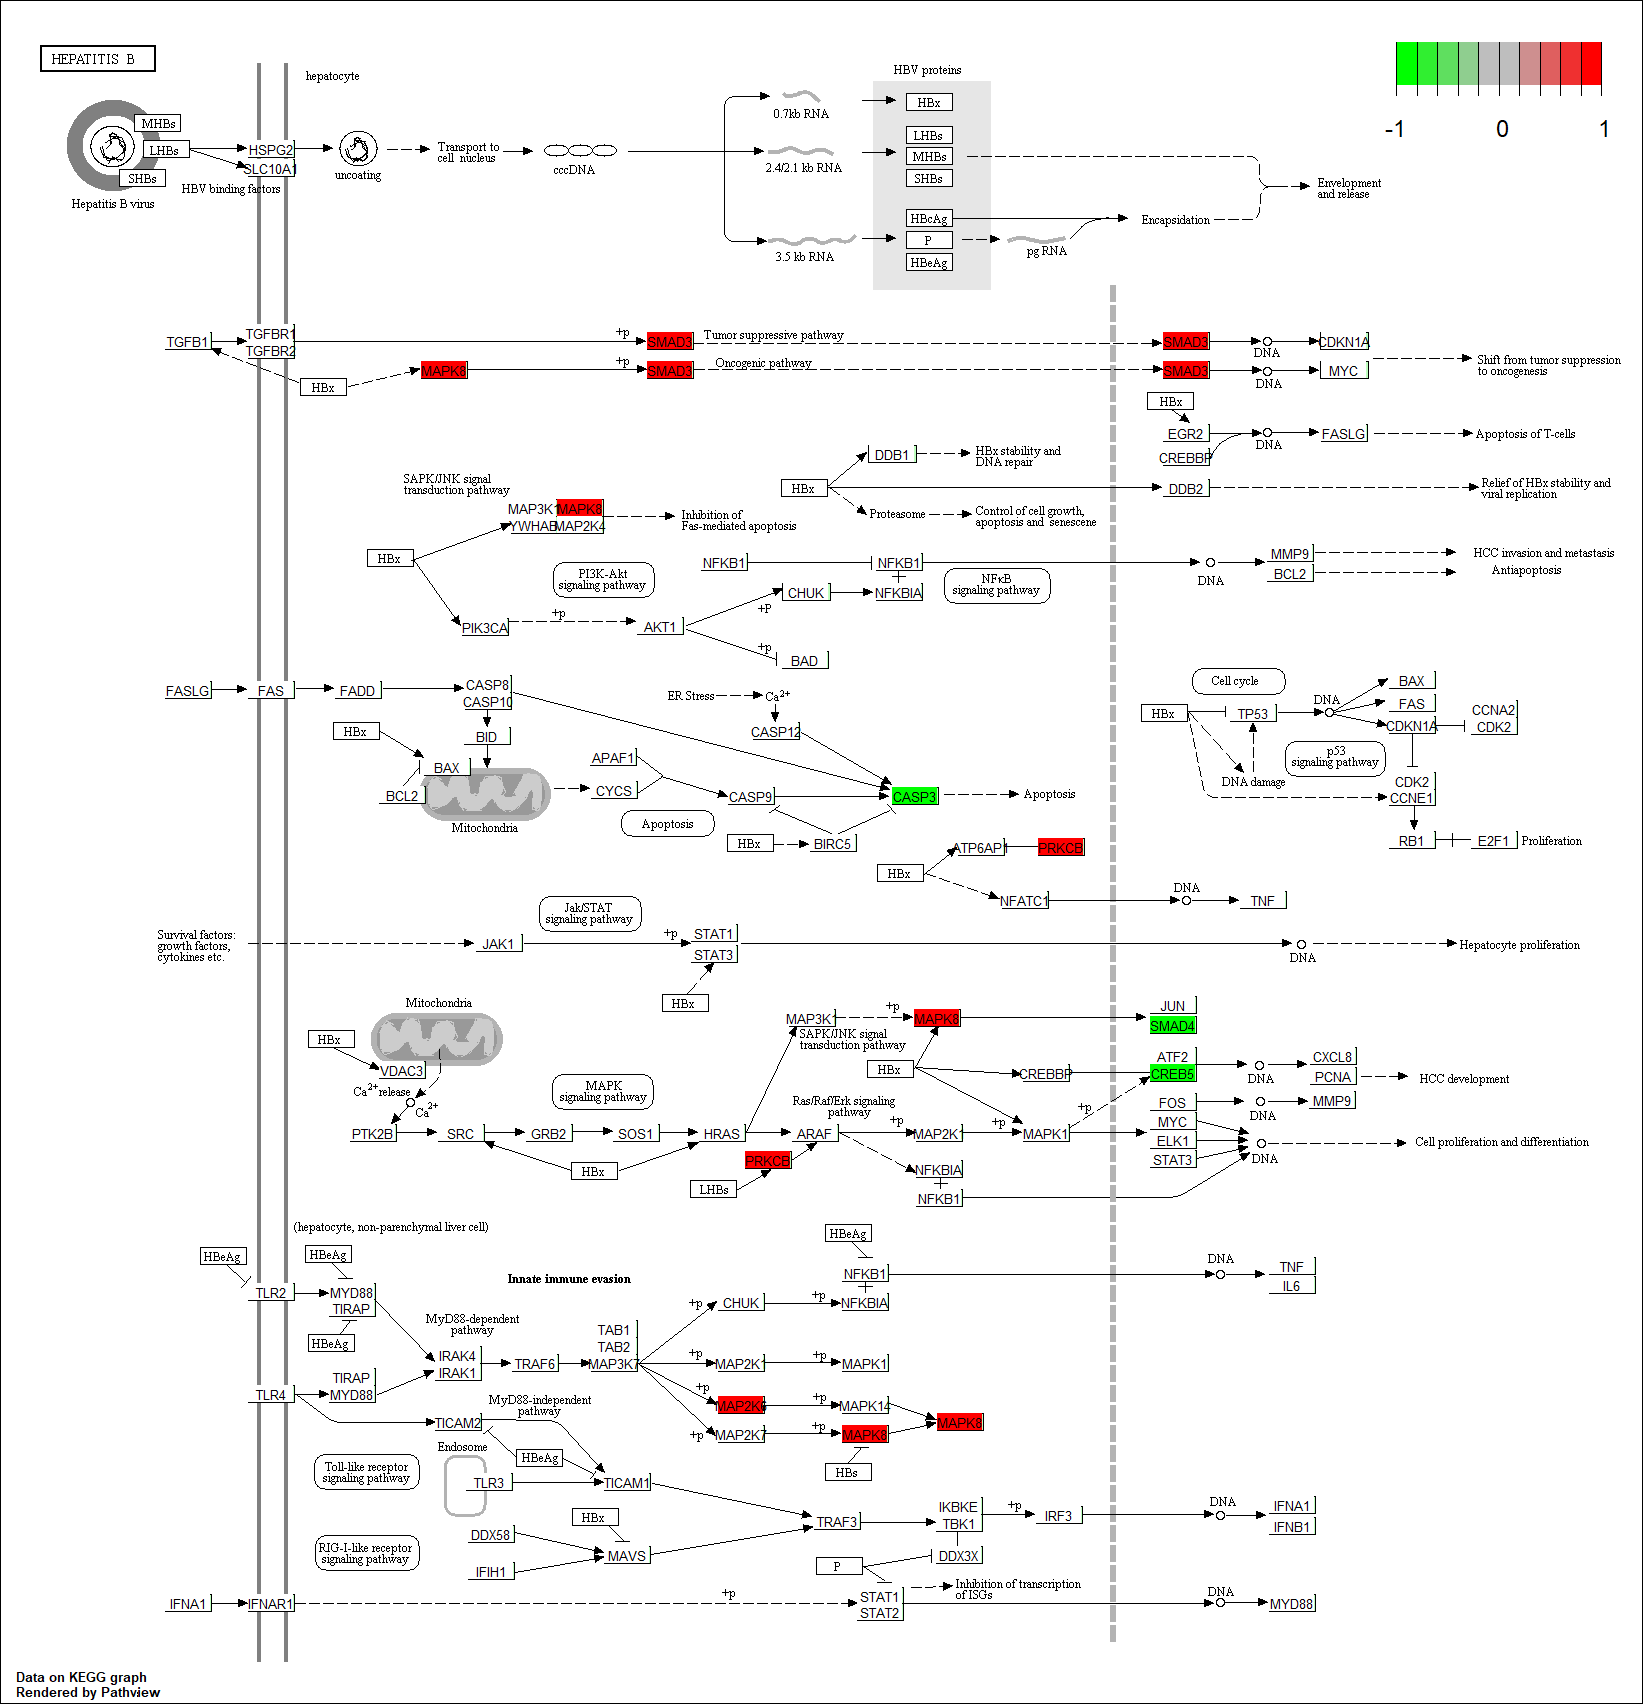 HEPATITIS B
hepatocyte
HBV proteins
-1
0
1
MHBs
LHBs
SHBs
Hepatitis B virus
HSPG2
SLC10A1
HBV binding factors
uncoating
Transport to
cell nucleus
cccDNA
0.7kb RNA
2.4/2.1 kb RNA
3.5 kb RNA
HBx
LHBs
MHBs
SHBs
HBcAg
P
HBeAg
pg RNA
Encapsidation
Envelopment
and release
TGFB1
TGFBR1
TGFBR2
+p
SMAD3
Tumor suppressive pathway
SMAD3
DNA
CDKN1A
HBx
MAPK8
+p
SMAD3
Oncogenic pathway
SMAD3
DNA
MYC
Shift from tumor suppression
to oncogenesis
HBx
EGR2
CREBBP
DNA
FASLG
Apoptosis of T-cells
DDB1
HBx stability and
DNA repair
HBx
DDB2
Relief of HBx stability and
viral replication
Proteasome
Control of cell growth,
apoptosis and senescene
SAPK/JNK signal
transduction pathway
MAP3K1
MAPK8
YWHAB
MAP2K4
Inhibition of
Fas-mediated apoptosis
HBx
PI3K-Akt
signaling pathway
NFKB1
NFKB1
NFκB
signaling pathway
DNA
MMP9
HCC invasion and metastasis
BCL2
Antiapoptosis
CHUK
NFKBIA
PIK3CA
+p
AKT1
+p
+p
BAD
FASLG
FAS
FADD
CASP8
CASP10
ER Stress
Ca2+
CASP12
HBx
BID
BAX
BCL2
Mitochondria
APAF1
CYCS
CASP9
CASP3
Apoptosis
Apoptosis
HBx
BIRC5
Cell cycle
HBx
TP53
DNA
BAX
FAS
CDKN1A
CCNA2
CDK2
p53
signaling pathway
DNA damage
CDK2
CCNE1
RB1
E2F1
Proliferation
ATP6AP1
PRKCB
HBx
NFATC1
DNA
TNF
Jak/STAT
signaling pathway
Survival factors:
growth factors,
cytokines etc.
JAK1
+p
STAT1
STAT3
HBx
DNA
Hepatocyte proliferation
Mitochondria
HBx
VDAC3
Ca2+ release
Ca2+
PTK2B
SRC
GRB2
SOS1
HRAS
HBx
MAPK
signaling pathway
MAP3K1
+p
MAPK8
SAPK/JNK signal
transduction pathway
HBx
CREBBP
Ras/Raf/Erk signaling
pathway
ARAF
+p
MAP2K1
+p
MAPK1
+p
PRKCB
LHBs
NFKBIA
NFKB1
JUN
SMAD4
ATF2
CREB5
DNA
CXCL8
PCNA
HCC development
FOS
DNA
MMP9
MYC
ELK1
STAT3
DNA
Cell proliferation and differentiation
(hepatocyte, non-parenchymal liver cell)
HBeAg
HBeAg
Innate immune evasion
HBeAg
TLR2
MYD88
TIRAP
HBeAg
MyD88-dependent
pathway
NFKB1
DNA
TNF
IL6
+p
CHUK
+p
NFKBIA
TAB1
TAB2
MAP3K7
IRAK4
IRAK1
TRAF6
+p
MAP2K1
+p
MAPK1
TLR4
TIRAP
MYD88
+p
MAP2K6
+p
MAPK14
MAPK8
+p
MAP2K7
+p
MAPK8
HBs
MyD88-independent
pathway
TICAM2
Endosome
HBeAg
TLR3
TICAM1
Toll-like receptor
signaling pathway
HBx
DDX58
MAVS
IFIH1
RIG-I-like receptor
signaling pathway
TRAF3
IKBKE
TBK1
+p
IRF3
DNA
IFNA1
IFNB1
DDX3X
P
Inhibition of transcription
of ISGs
IFNA1
IFNAR1
+p
STAT1
STAT2
DNA
MYD88
Data on KEGG graph
Rendered by Pathview